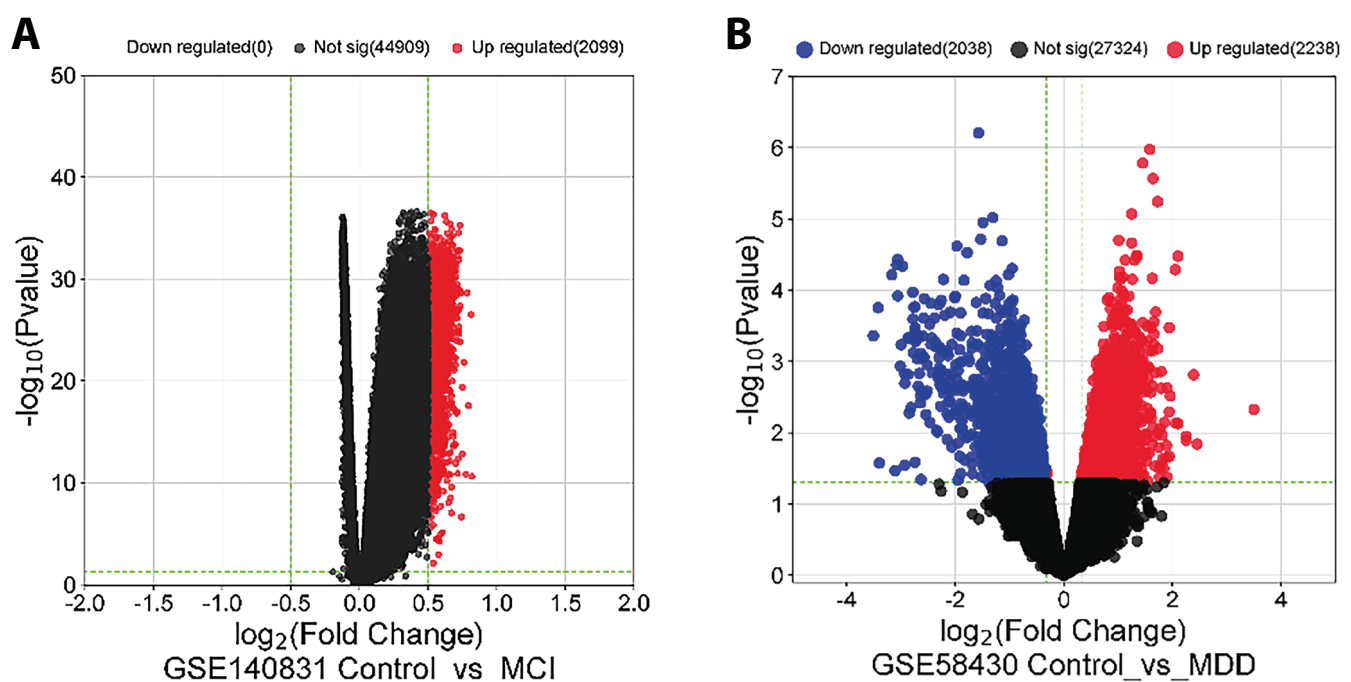 A
Down regulated(0) Not sig(44909) Up regulated(2099)
50
40
30
20
10
0
-log10(Pvalue)
-2.0 -1.5 -1.0 -0.5 0.0 0.5 1.0 1.5 2.0
log2(Fold Change)
GSE140831 Control vs MCI
B
Down regulated(2038) Not sig(27324) Up regulated(2238)
7
6
5
4
3
2
1
0
-log10(Pvalue)
-4 -2 0 2 4
log2(Fold Change)
GSE58430 Control_vs_MDD